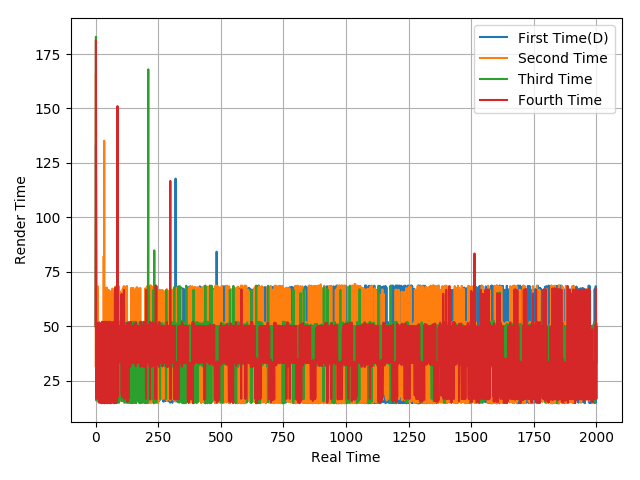 First Time(D)
Second Time
Third Time
Fourth Time
175
150
125
100
75
50
25
Render Time
0 250 500 750 1000 1250 1500 1750 2000
Real Time